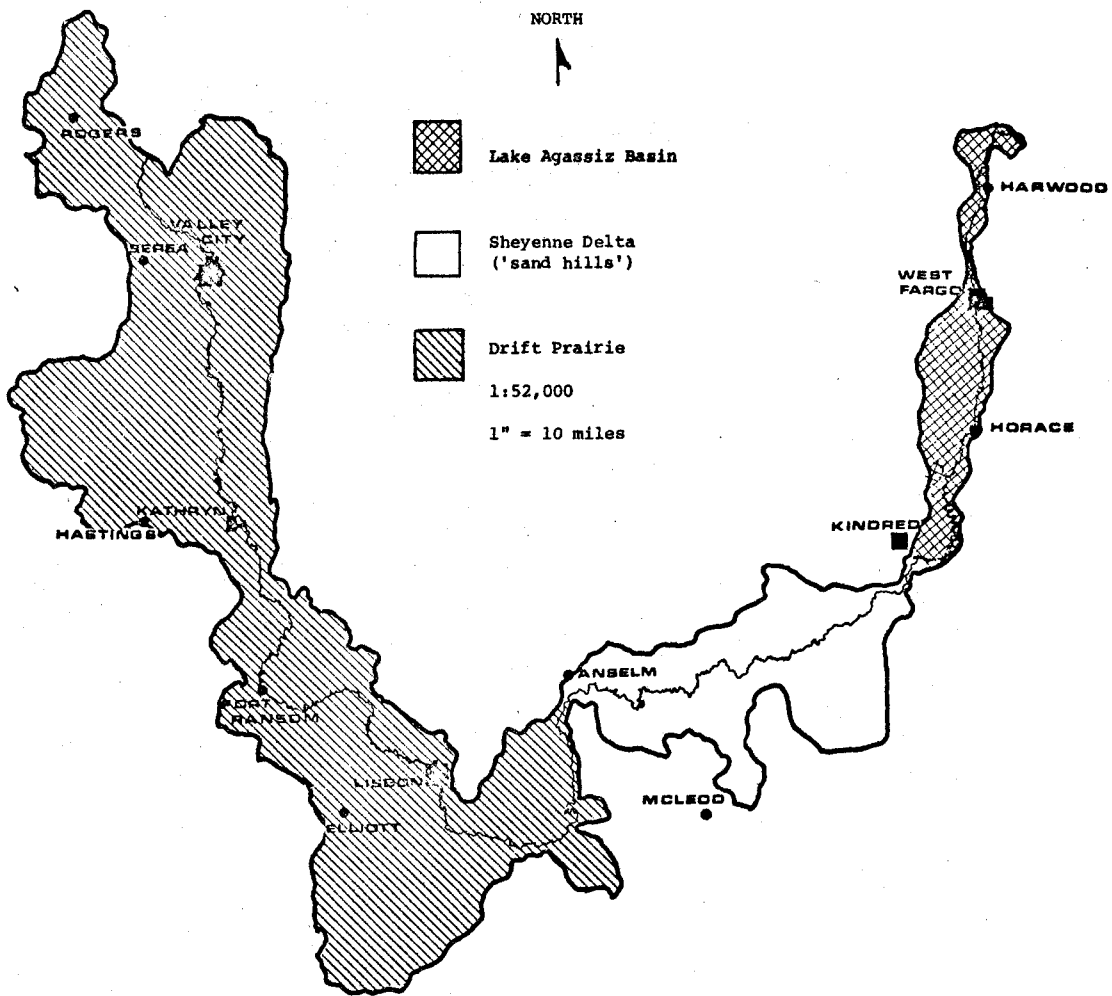 NORTH
ROGERS
Lake Agassiz Basin
HARWOOD
VALLEY
CITY
Sheyenne Delta
('sand hills')
WEST
FARGO
Drift Prairie
1:52,000
1" = 10 miles
HORACE
KATHRYN
HASTINGS
KINDRED
ANSELM
FORT
RANSOM
LISBON
MCLEOD
ELLIOTT